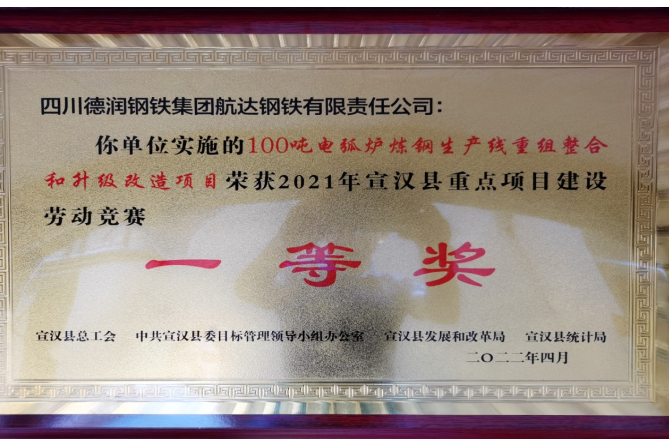 四川德润钢铁集团航达钢铁有限责任公司：
你单位实施的100吨电弧炉炼钢生产线重组整合
和升级改造项目荣获2021年宣汉县重点项目建设
劳动竞赛
一等奖
宣汉县总工会 中共宣汉县委目标管理领导小组办公室 宣汉县发展和改革局 宣汉县统计局
二〇二二年四月